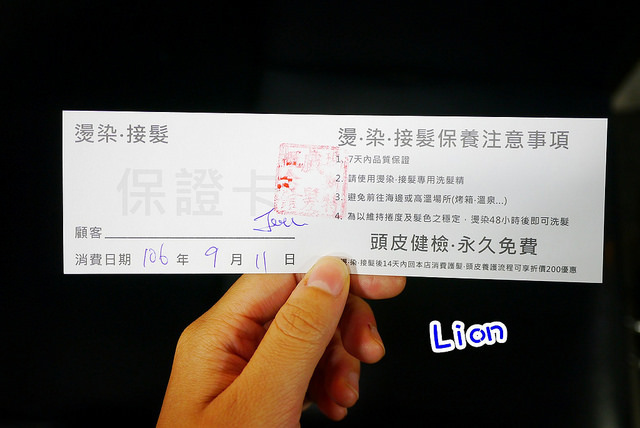 燙‧染‧接髮保養注意事項
燙染‧接髮
1. 7天內品質保證
2. 請使用燙染‧接髮專用洗髮精
3. 避免前往海邊或高溫場所(烤箱‧溫泉...)
4. 為以維持捲度及髮色之穩定，燙染48小時後即可洗髮
保證卡
顧客
頭皮健檢‧永久免費
消費日期 106 年 9 月 11 日
染‧接髮後14天內回本店消費護髮‧頭皮養護流程可享折價200優惠
Lion